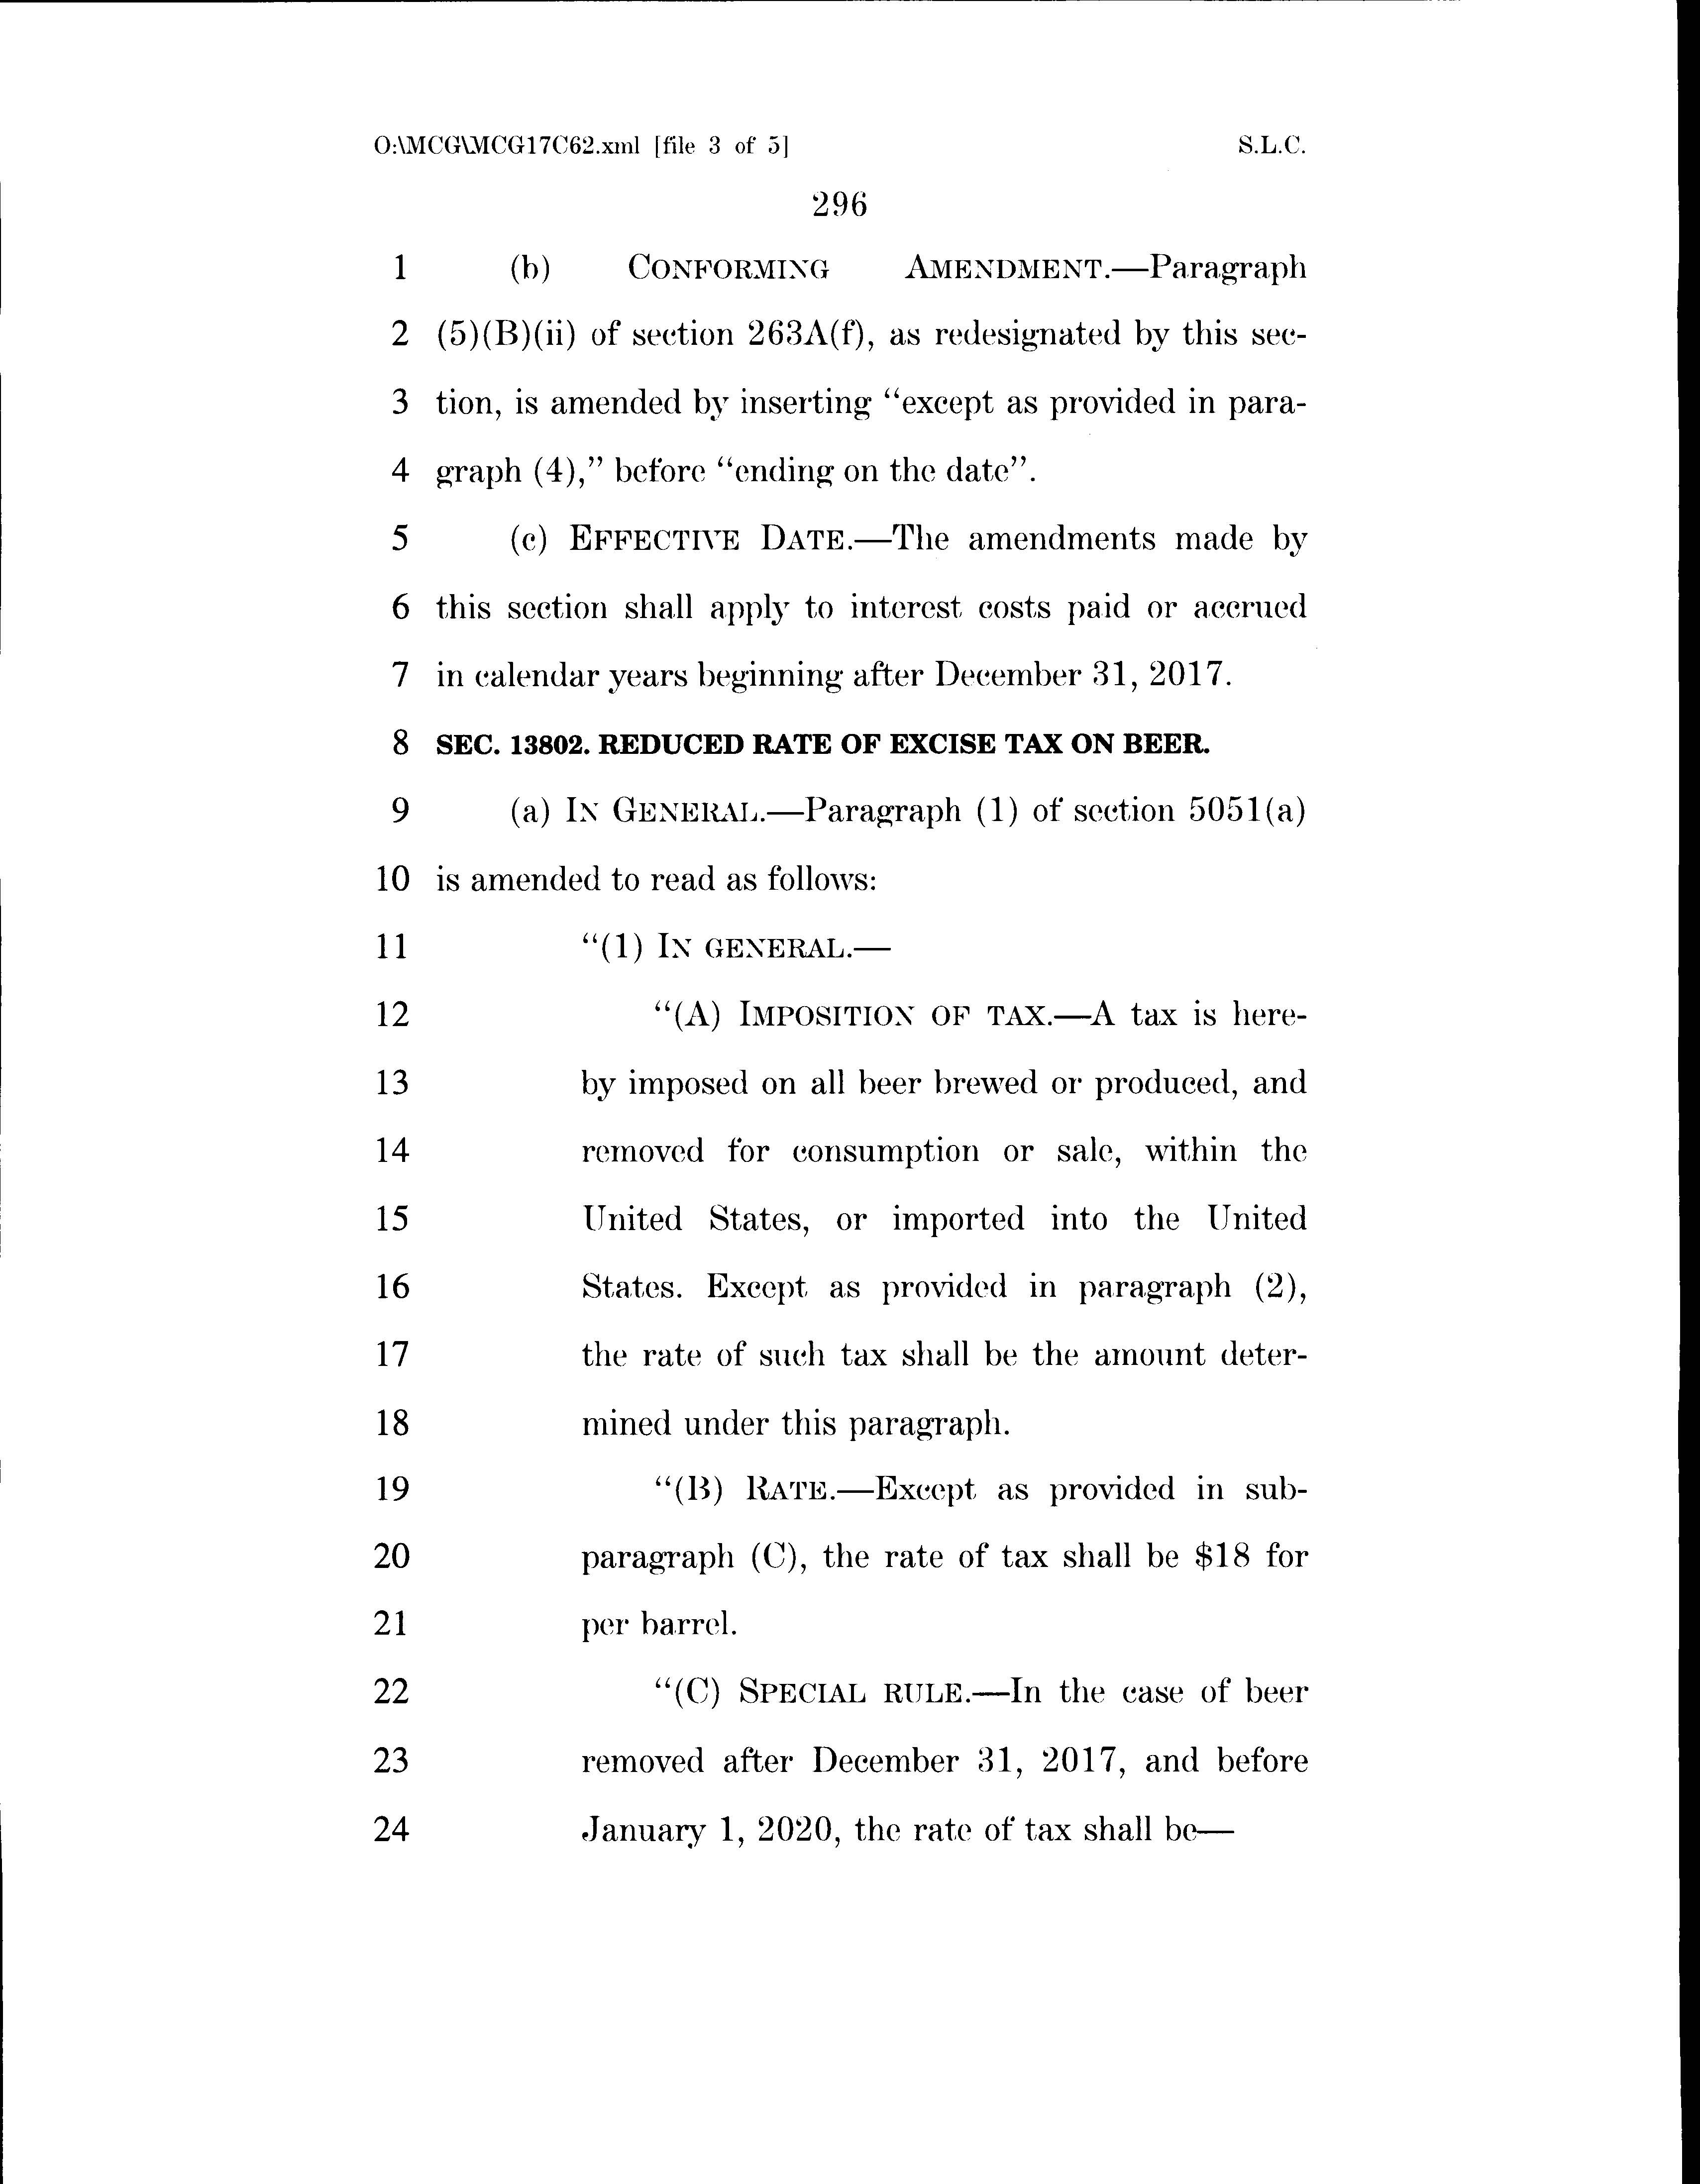 O:\MCG\MCG17C62.xml [file 3 of 5] S.L.C.
296
1 (b) CONFORMING AMENDMENT.—Paragraph
2 (5)(B)(ii) of section 263A(f), as redesignated by this sec-
3 tion, is amended by inserting “except as provided in para-
4 graph (4),” before “ending on the date”.
5 (c) EFFECTIVE DATE.—The amendments made by
6 this section shall apply to interest costs paid or accrued
7 in calendar years beginning after December 31, 2017.
8 SEC. 13802. REDUCED RATE OF EXCISE TAX ON BEER.
9 (a) IN GENERAL.—Paragraph (1) of section 5051(a)
10 is amended to read as follows:
11 “(1) IN GENERAL.—
12 “(A) IMPOSITION OF TAX.—A tax is here-
13 by imposed on all beer brewed or produced, and
14 removed for consumption or sale, within the
15 United States, or imported into the United
16 States. Except as provided in paragraph (2),
17 the rate of such tax shall be the amount deter-
18 mined under this paragraph.
19 “(B) RATE.—Except as provided in sub-
20 paragraph (C), the rate of tax shall be $18 for
21 per barrel.
22 “(C) SPECIAL RULE.—In the case of beer
23 removed after December 31, 2017, and before
24 January 1, 2020, the rate of tax shall be—